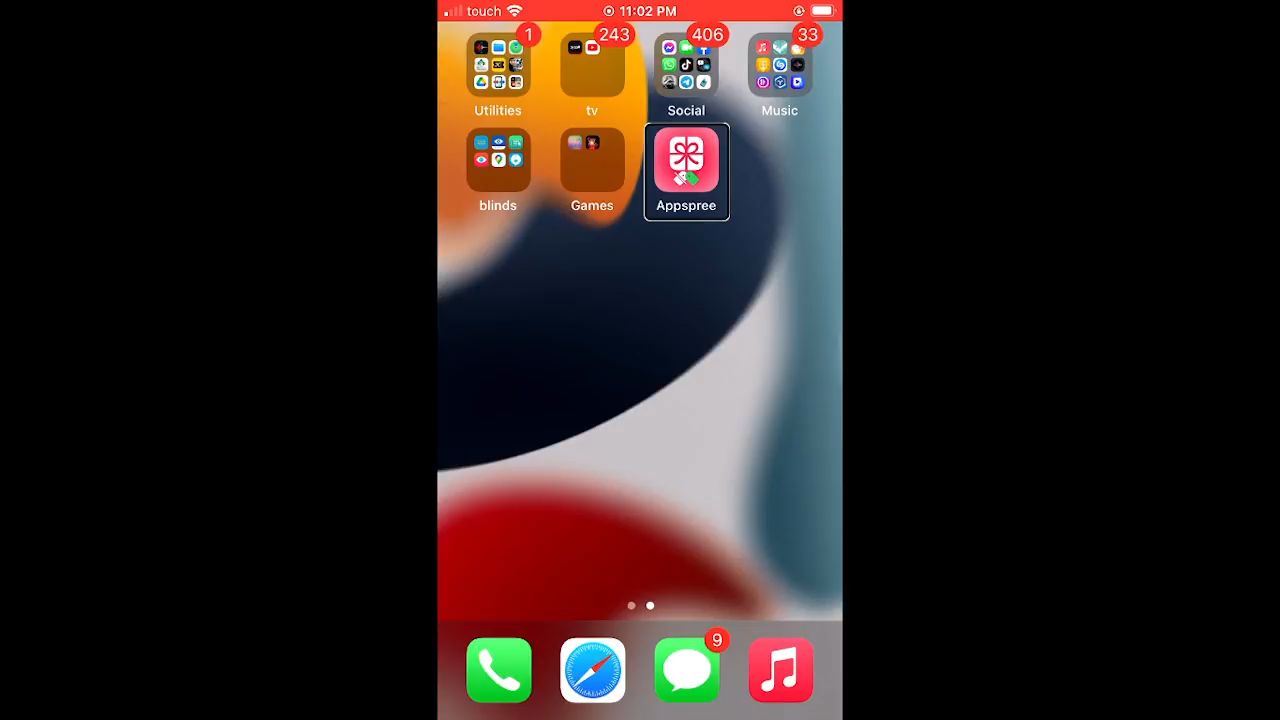 touch 11:02 PM
1 243 406 33
Utilities tv Social Music
blinds Games Appspree
9